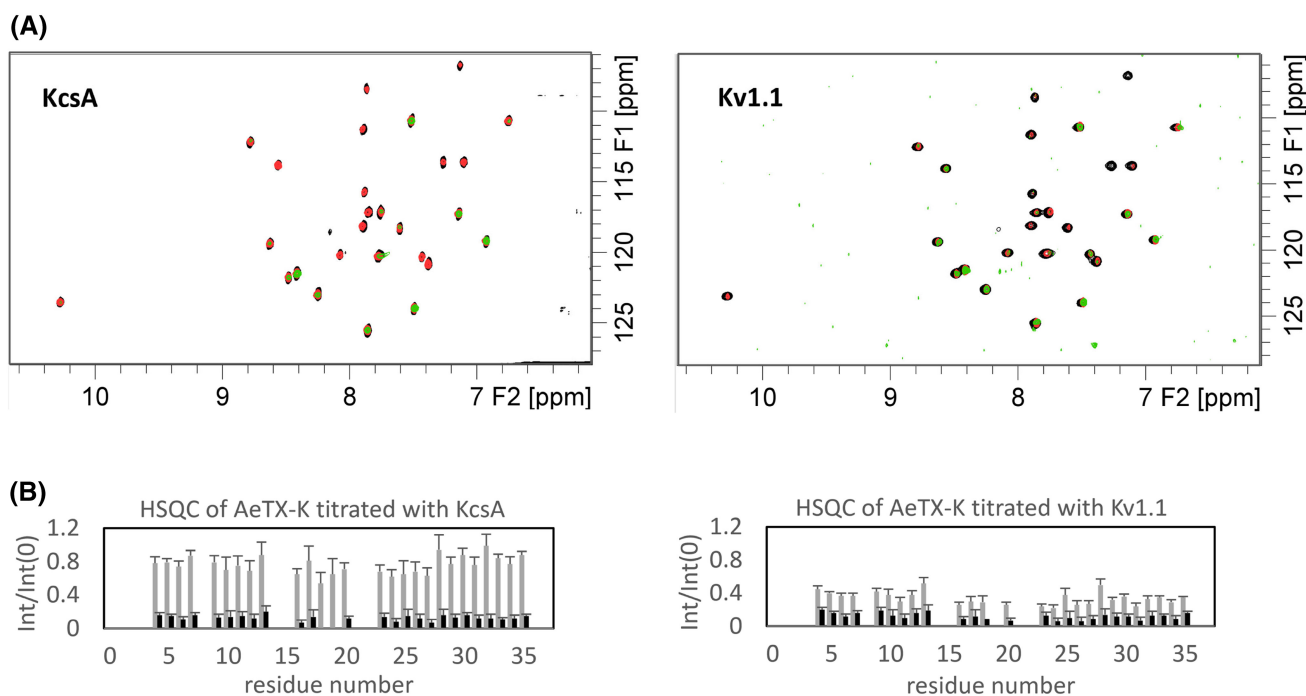 (A)
KcsA
115
120
125
F1 [ppm]
10
9
8
7 F2 [ppm]
Kv1.1
115
120
125
F1 [ppm]
10
9
8
7 F2 [ppm]
(B)
HSQC of AeTX-K titrated with KcsA
1.2
0.8
0.4
0
Int/Int(0)
0 5 10 15 20 25 30 35
residue number
HSQC of AeTX-K titrated with Kv1.1
1.2
0.8
0.4
0
Int/Int(0)
0 5 10 15 20 25 30 35
residue number